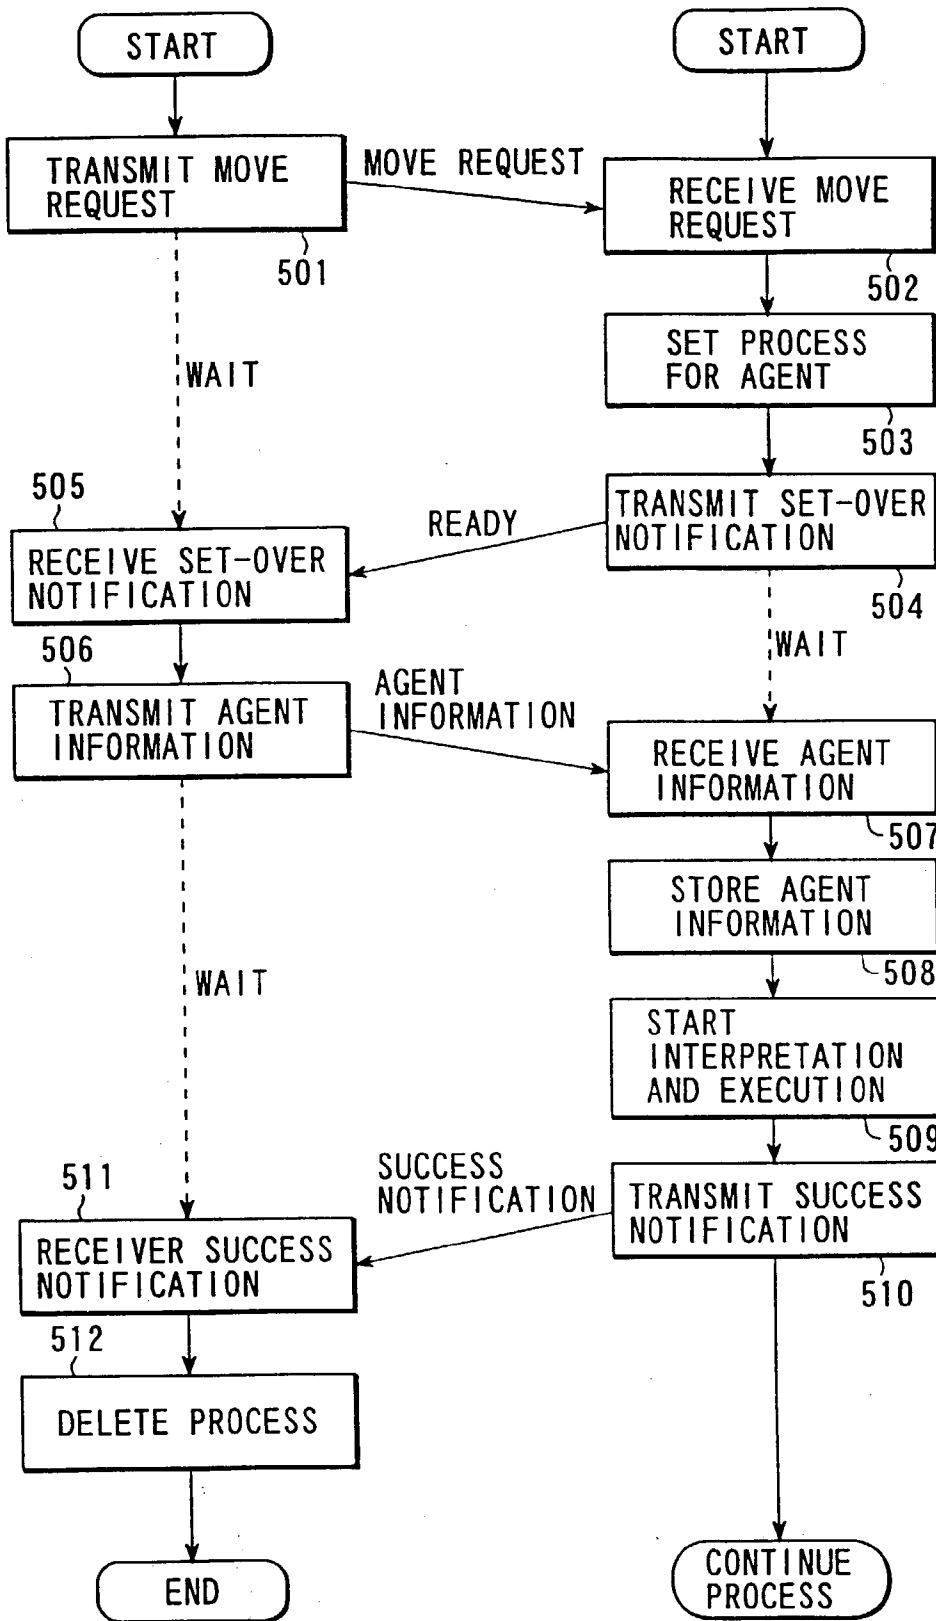 START
START
TRANSMIT MOVE
REQUEST
MOVE REQUEST
RECEIVE MOVE
REQUEST
501
502
SET PROCESS
FOR AGENT
WAIT
503
505
TRANSMIT SET-OVER
NOTIFICATION
READY
RECEIVE SET-OVER
NOTIFICATION
504
506
WAIT
AGENT
INFORMATION
TRANSMIT AGENT
INFORMATION
RECEIVE AGENT
INFORMATION
507
STORE AGENT
INFORMATION
508
WAIT
START
INTERPRETATION
AND EXECUTION
509
SUCCESS
NOTIFICATION
511
TRANSMIT SUCCESS
NOTIFICATION
RECEIVER SUCCESS
NOTIFICATION
510
512
DELETE PROCESS
END
CONTINUE
PROCESS